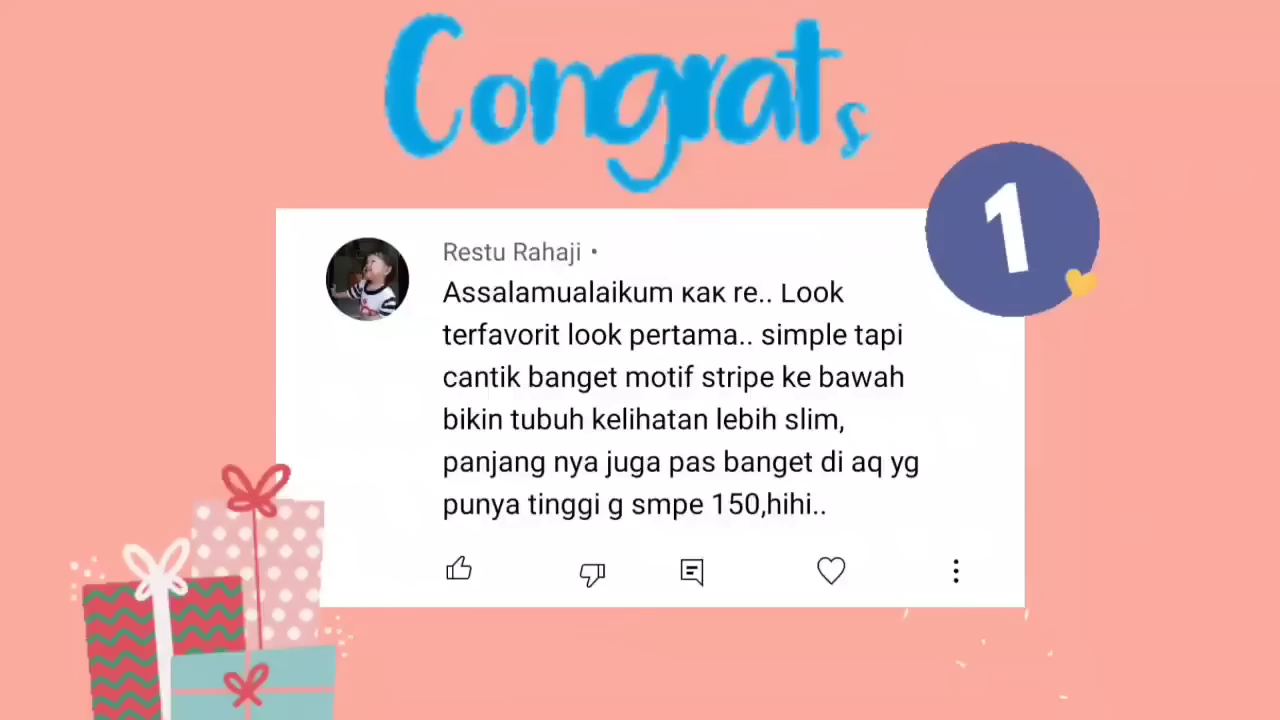 Congrats
1
Restu Rahaji •
Assalamualaikum кaк re.. Look
terfavorit look pertama.. simple tapi
cantik banget motif stripe ke bawah
bikin tubuh kelihatan lebih slim,
panjang nya juga pas banget di aq yg
punya tinggi g smpe 150,hihi..